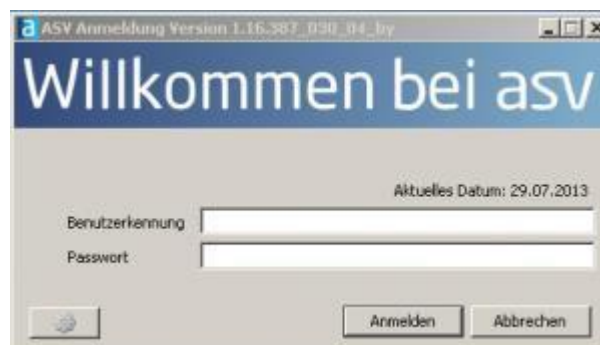 ASV Anmeldung Version 1.16.387_030_04_by
Willkommen bei asv
Aktuelles Datum: 29.07.2013
Benutzerkennung
Passwort
Anmelden Abbrechen